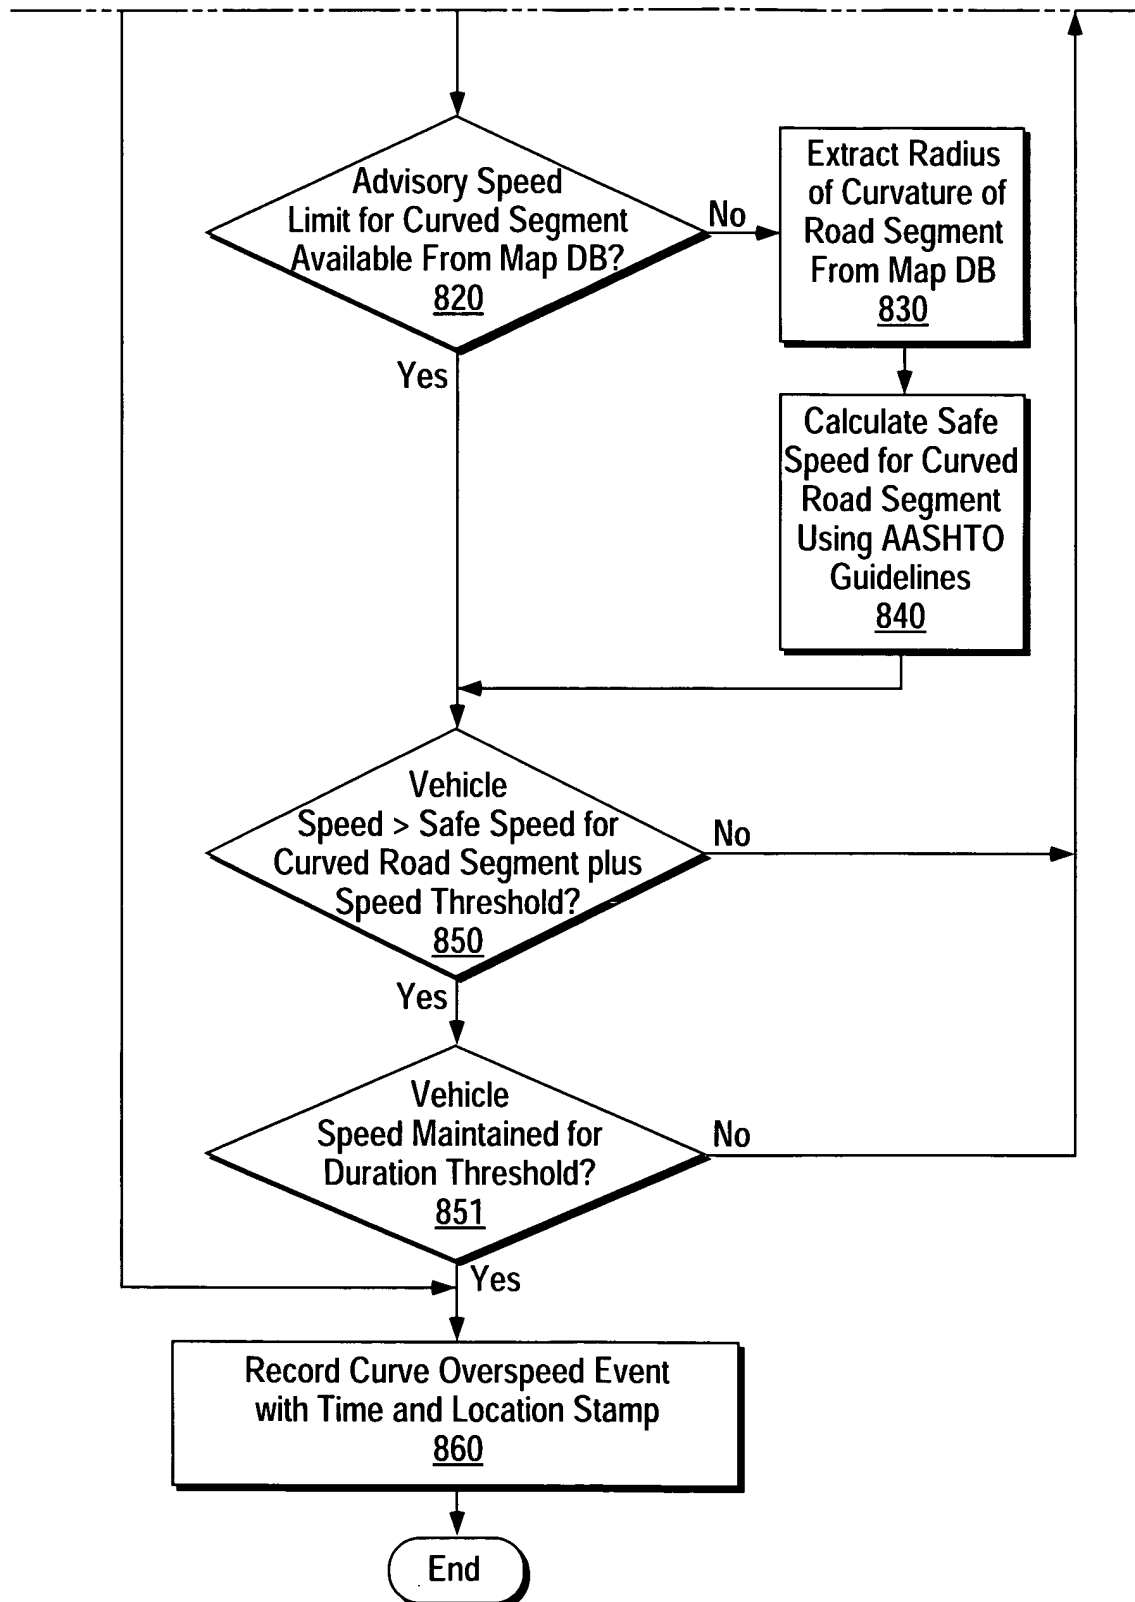 Advisory Speed
Limit for Curved Segment
Available From Map DB?
820
No
Extract Radius
of Curvature of
Road Segment
From Map DB
830
Yes
Calculate Safe
Speed for Curved
Road Segment
Using AASHTO
Guidelines
840
Vehicle
Speed > Safe Speed for
Curved Road Segment plus
Speed Threshold?
850
No
Yes
Vehicle
Speed Maintained for
Duration Threshold?
851
No
Yes
Record Curve Overspeed Event
with Time and Location Stamp
860
End